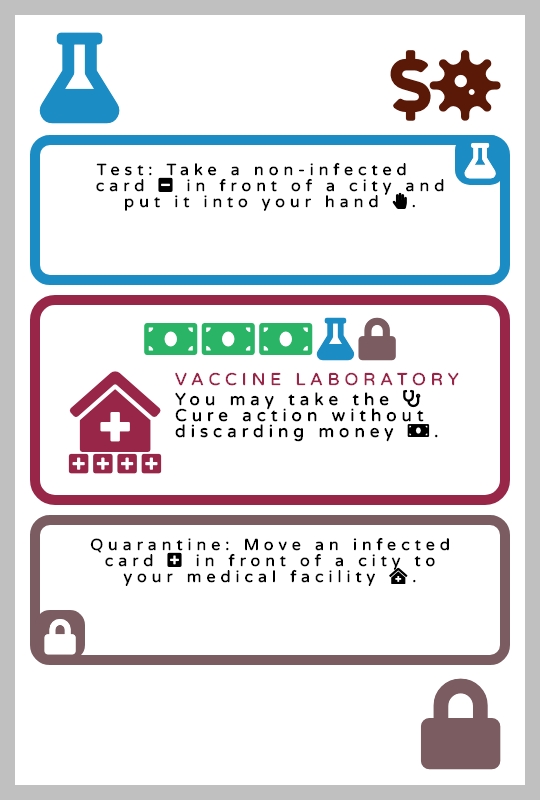 $
Test: Take a non-infected
card in front of a city and
put it into your hand .
VACCINE LABORATORY
You may take the
Cure action without
discarding money .
Quarantine: Move an infected
card in front of a city to
your medical facility .